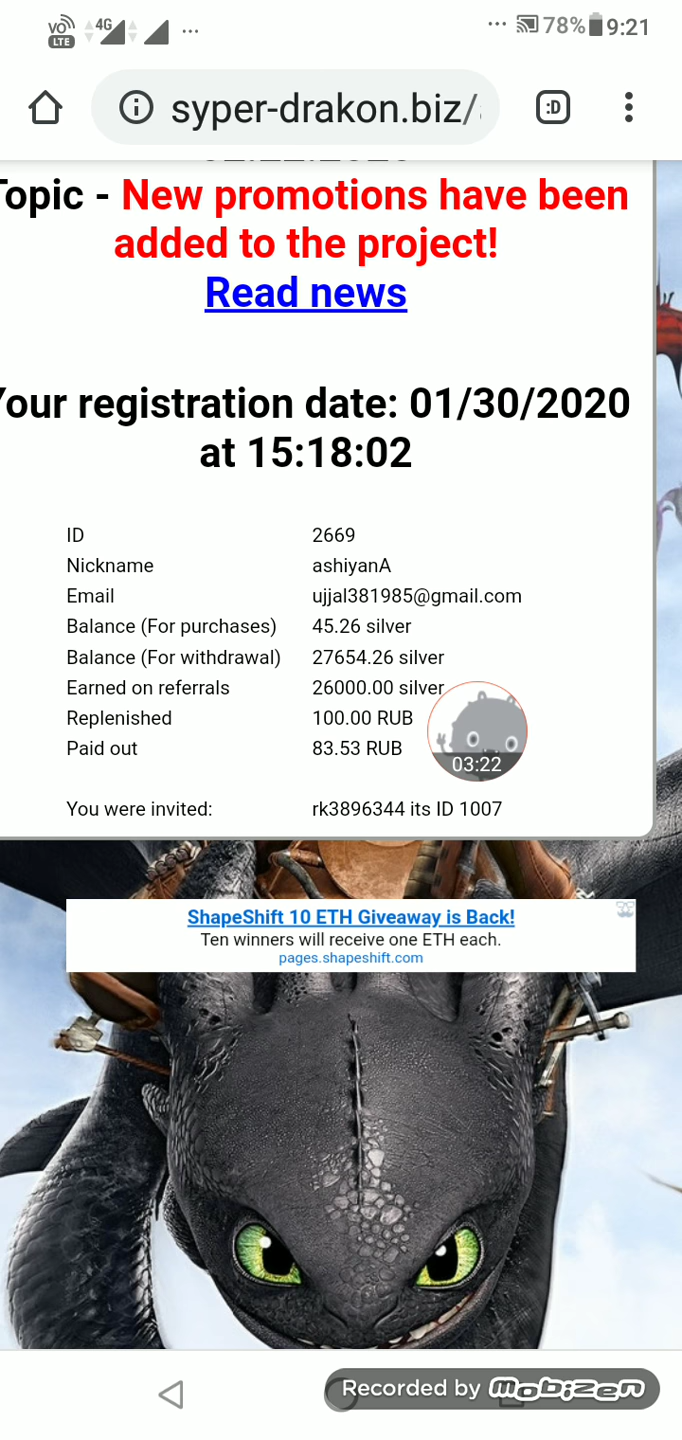 VO LTE 4G 78% 9:21
syper-drakon.biz/
Topic - New promotions have been
added to the project!
Read news
Your registration date: 01/30/2020
at 15:18:02
ID 2669
Nickname ashiyanA
Email ujjal381985@gmail.com
Balance (For purchases) 45.26 silver
Balance (For withdrawal) 27654.26 silver
Earned on referrals 26000.00 silver
Replenished 100.00 RUB
Paid out 83.53 RUB
03:22
You were invited: rk3896344 its ID 1007
ShapeShift 10 ETH Giveaway is Back!
Ten winners will receive one ETH each.
pages.shapeshift.com
Recorded by mobizen